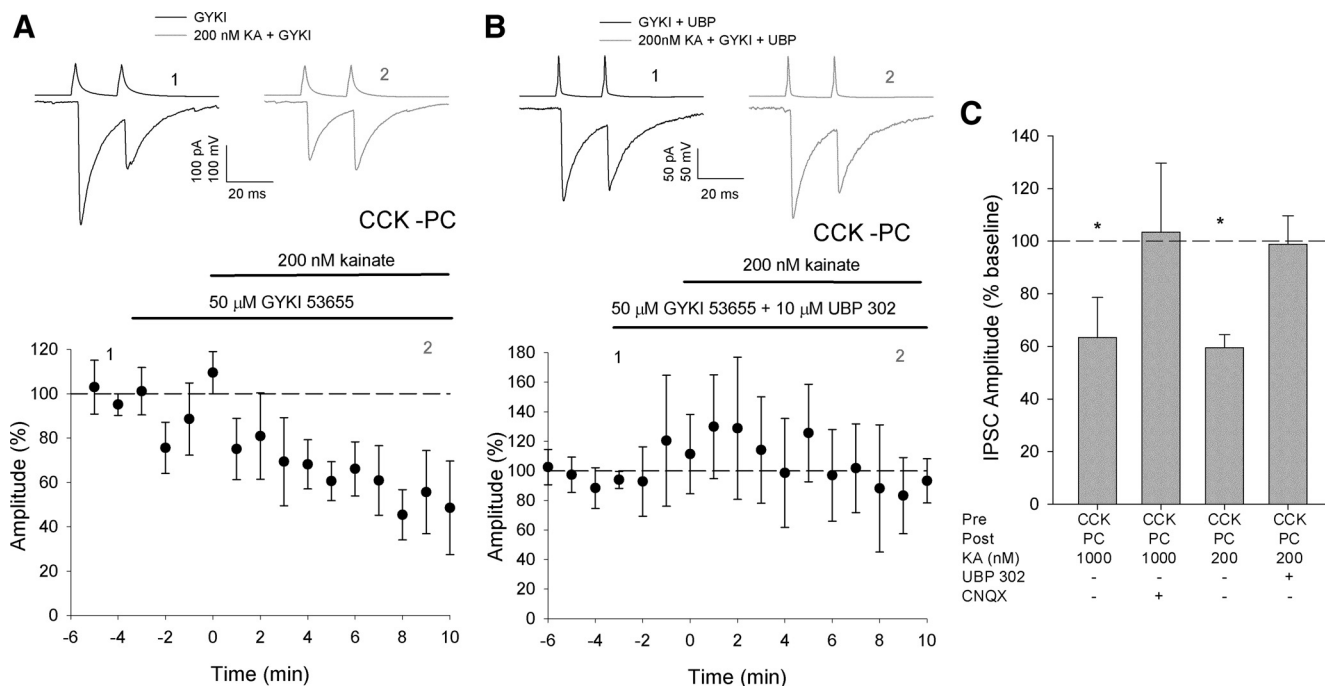 A
GYKI
200 nM KA + GYKI
1
2
100 pA
100 mV
20 ms
CCK -PC
200 nM kainate
50 μM GYKI 53655
1
2
Amplitude (%)
120
100
80
60
40
20
0
-6 -4 -2 0 2 4 6 8 10
Time (min)
B
GYKI + UBP
200nM KA + GYKI + UBP
1
2
50 pA
50 mV
20 ms
CCK -PC
200 nM kainate
50 μM GYKI 53655 + 10 μM UBP 302
1
2
Amplitude (%)
180
160
140
120
100
80
60
40
20
0
-6 -4 -2 0 2 4 6 8 10
Time (min)
C
IPSC Amplitude (% baseline)
140
120
100
80
60
40
20
0
* *
Pre CCK CCK CCK CCK
Post PC PC PC PC
KA (nM) 1000 1000 200 200
UBP 302 - - - +
CNQX - + - -